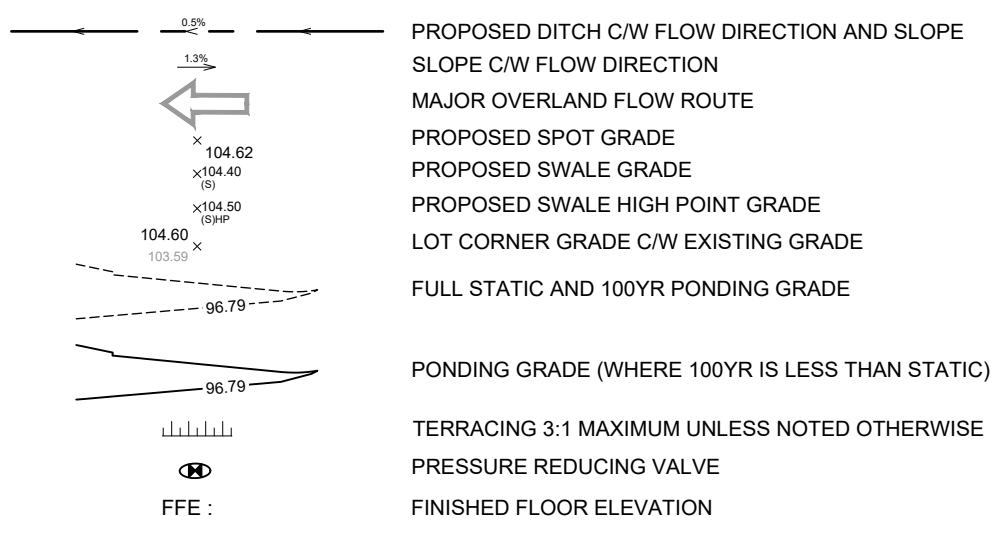 0.5% PROPOSED DITCH C/W FLOW DIRECTION AND SLOPE
1.3% SLOPE C/W FLOW DIRECTION
MAJOR OVERLAND FLOW ROUTE
104.62 PROPOSED SPOT GRADE
104.40 PROPOSED SWALE GRADE
(S)
104.50 PROPOSED SWALE HIGH POINT GRADE
(S)HP
104.60 LOT CORNER GRADE C/W EXISTING GRADE
103.59
FULL STATIC AND 100YR PONDING GRADE
96.79
PONDING GRADE (WHERE 100YR IS LESS THAN STATIC)
96.79
TERRACING 3:1 MAXIMUM UNLESS NOTED OTHERWISE
PRESSURE REDUCING VALVE
FFE : FINISHED FLOOR ELEVATION